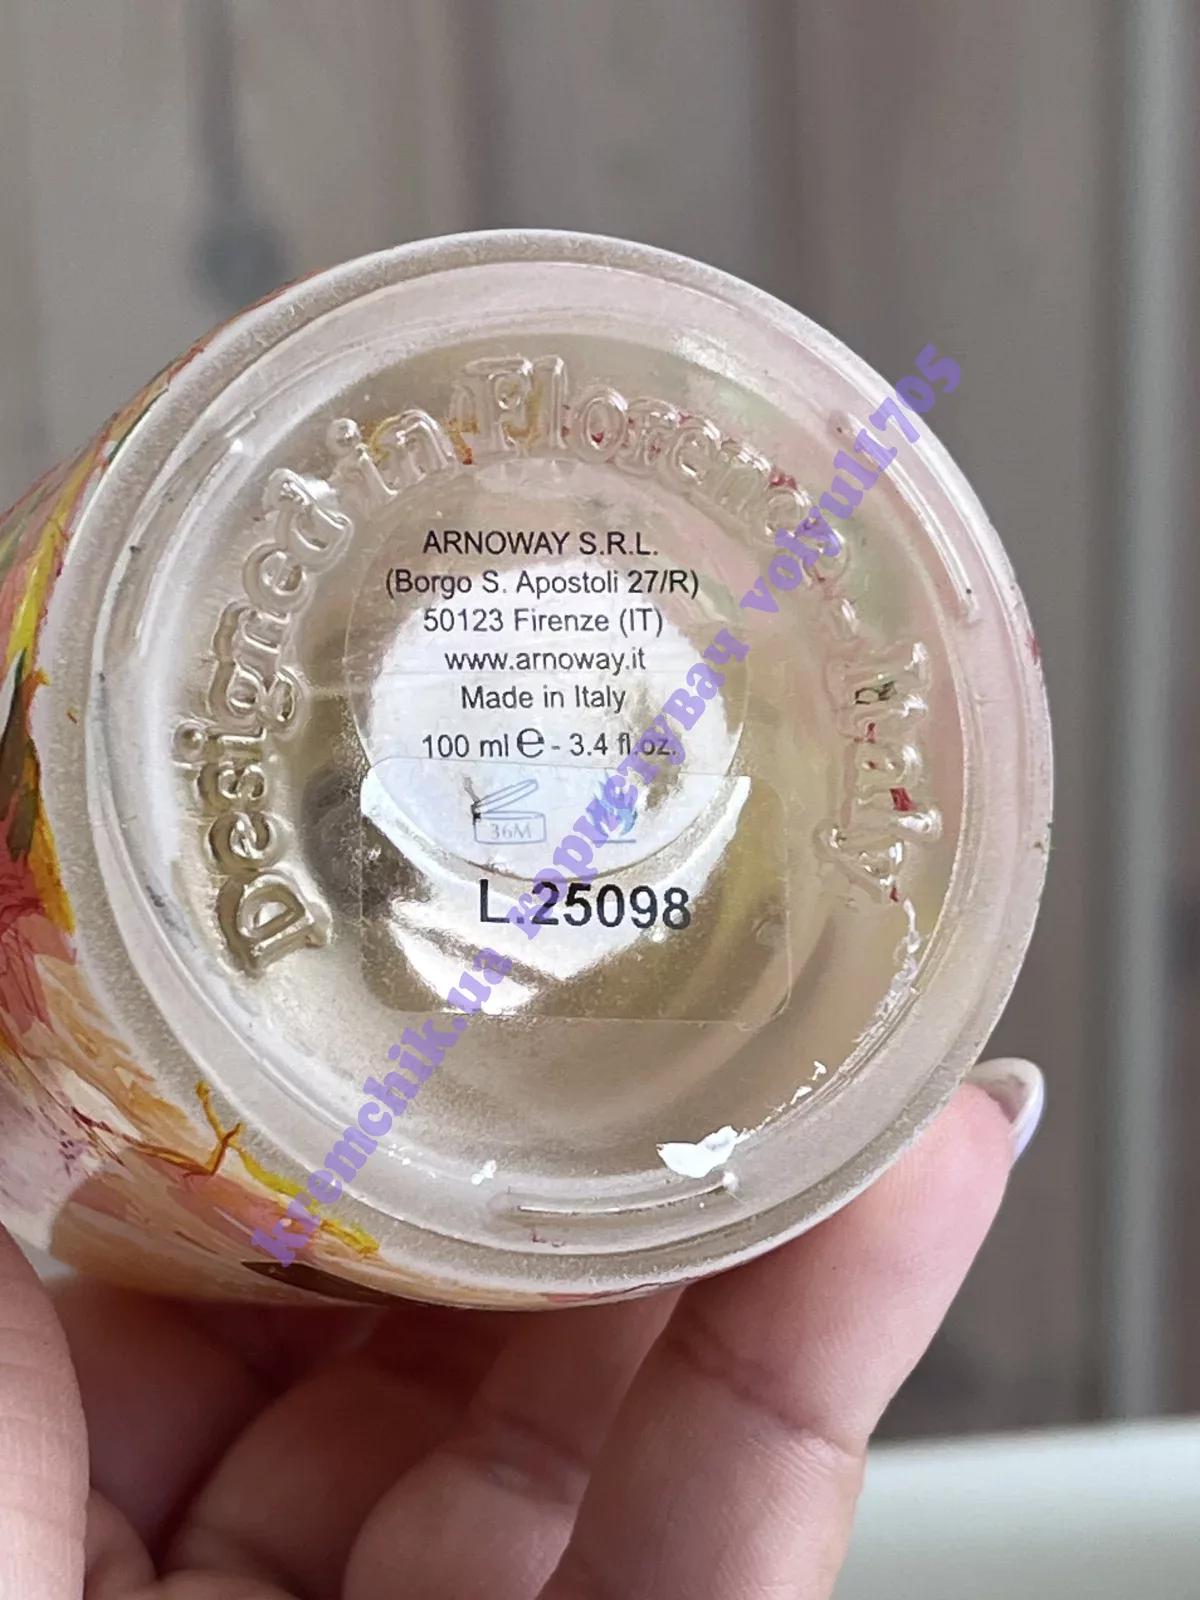 Designed in Florence - Italy
ARNOWAY S.R.L.
(Borgo S. Apostoli 27/R)
50123 Firenze (IT)
www.arnoway.it
Made in Italy
100 ml ℮ - 3.4 fl.oz.
36M
L.25098
kremchik.ua користувач volyul1705